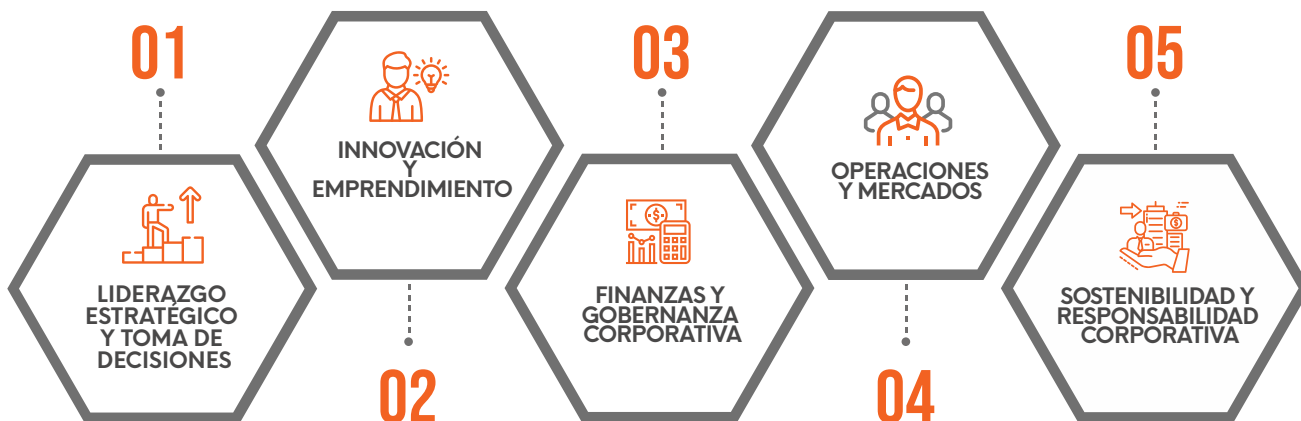 01
LIDERAZGO
ESTRATÉGICO
Y TOMA DE
DECISIONES
INNOVACIÓN
Y
EMPRENDIMIENTO
02
03
FINANZAS Y
GOBERNANZA
CORPORATIVA
OPERACIONES
Y MERCADOS
04
05
SOSTENIBILIDAD Y
RESPONSABILIDAD
CORPORATIVA